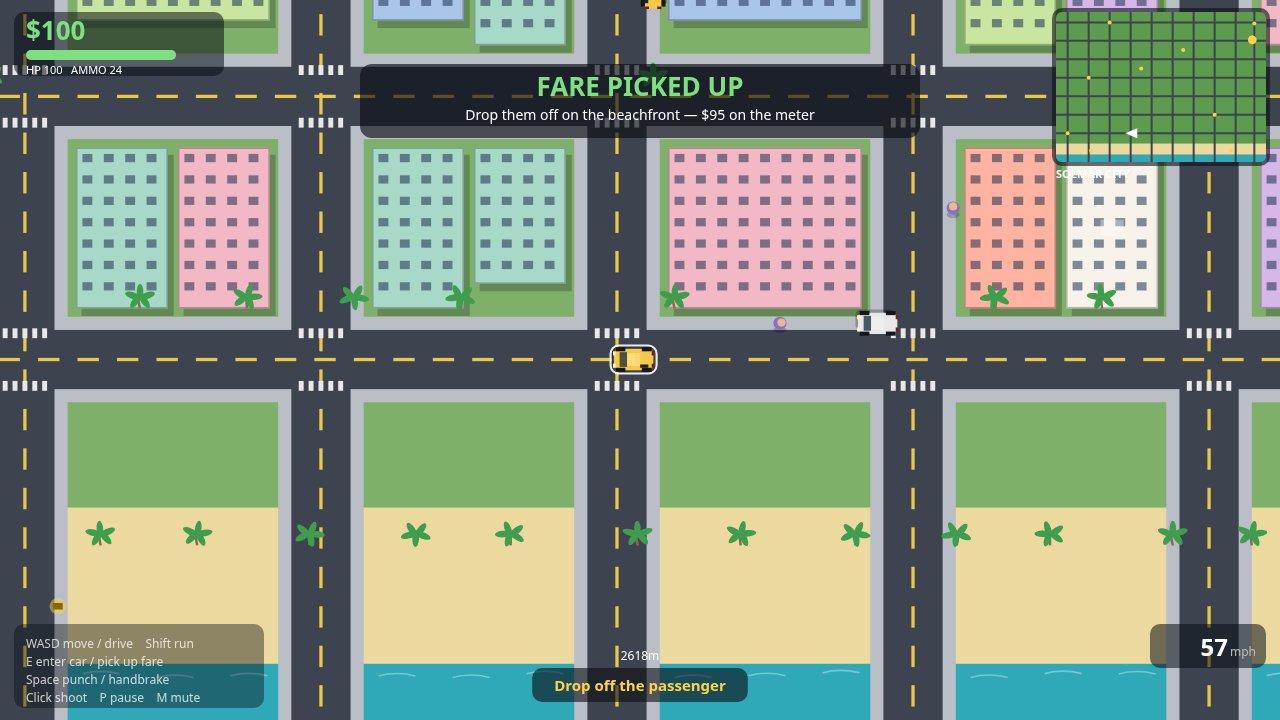 $100
HP 100 AMMO 24
FARE PICKED UP
Drop them off on the beachfront — $95 on the meter
WASD move / drive Shift run
E enter car / pick up fare
Space punch / handbrake
Click shoot P pause M mute
2618m
Drop off the passenger
57 mph